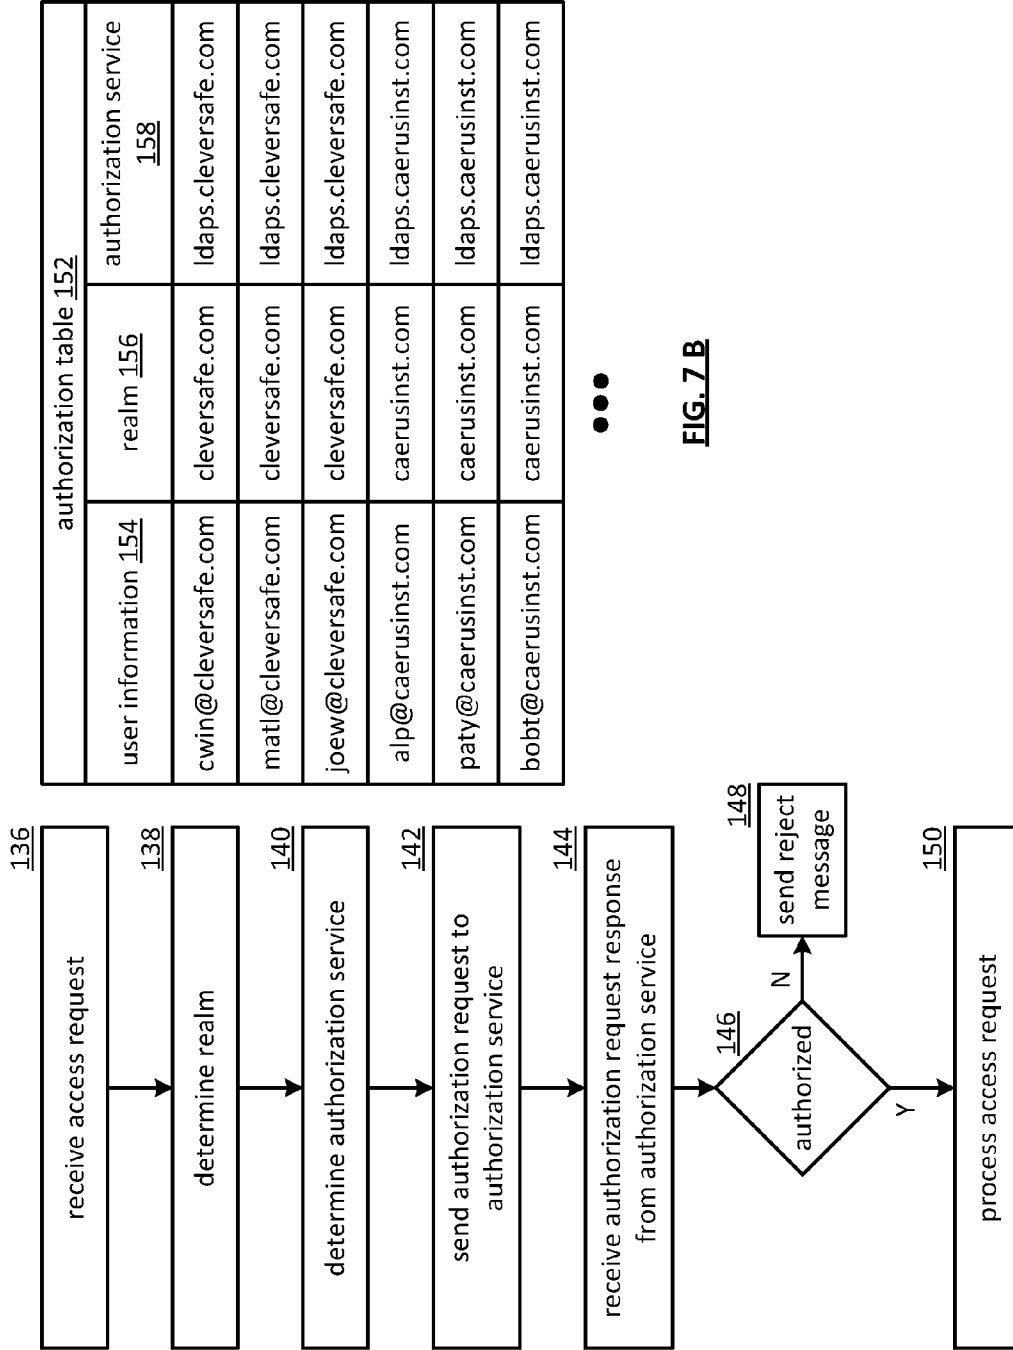 136
receive access request
138
determine realm
140
determine authorization service
142
send authorization request to
authorization service
144
receive authorization request response
from authorization service
146
authorized
N
148
send reject
message
Y
150
process access request
authorization table 152
user information 154
realm 156
authorization service
158
cwin@cleversafe.com
cleversafe.com
ldaps.cleversafe.com
matl@cleversafe.com
cleversafe.com
ldaps.cleversafe.com
joew@cleversafe.com
cleversafe.com
ldaps.cleversafe.com
alp@caerusinst.com
caerusinst.com
ldaps.caerusinst.com
paty@caerusinst.com
caerusinst.com
ldaps.caerusinst.com
bobt@caerusinst.com
caerusinst.com
ldaps.caerusinst.com
FIG. 7 B